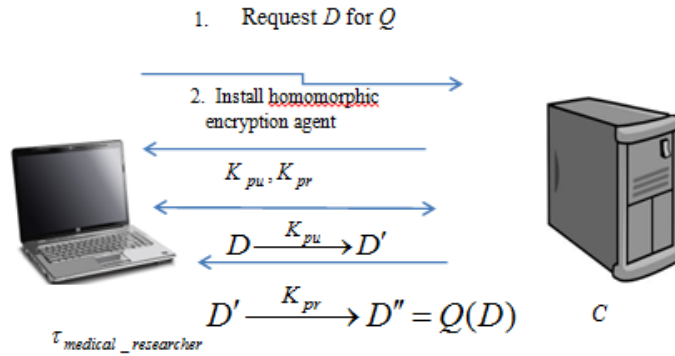 1. Request D for Q
2. Install homomorphic
encryption agent
K_pu, K_pr
D —K_pu→ D'
D' —K_pr→ D'' = Q(D)
τ_medical_researcher
C